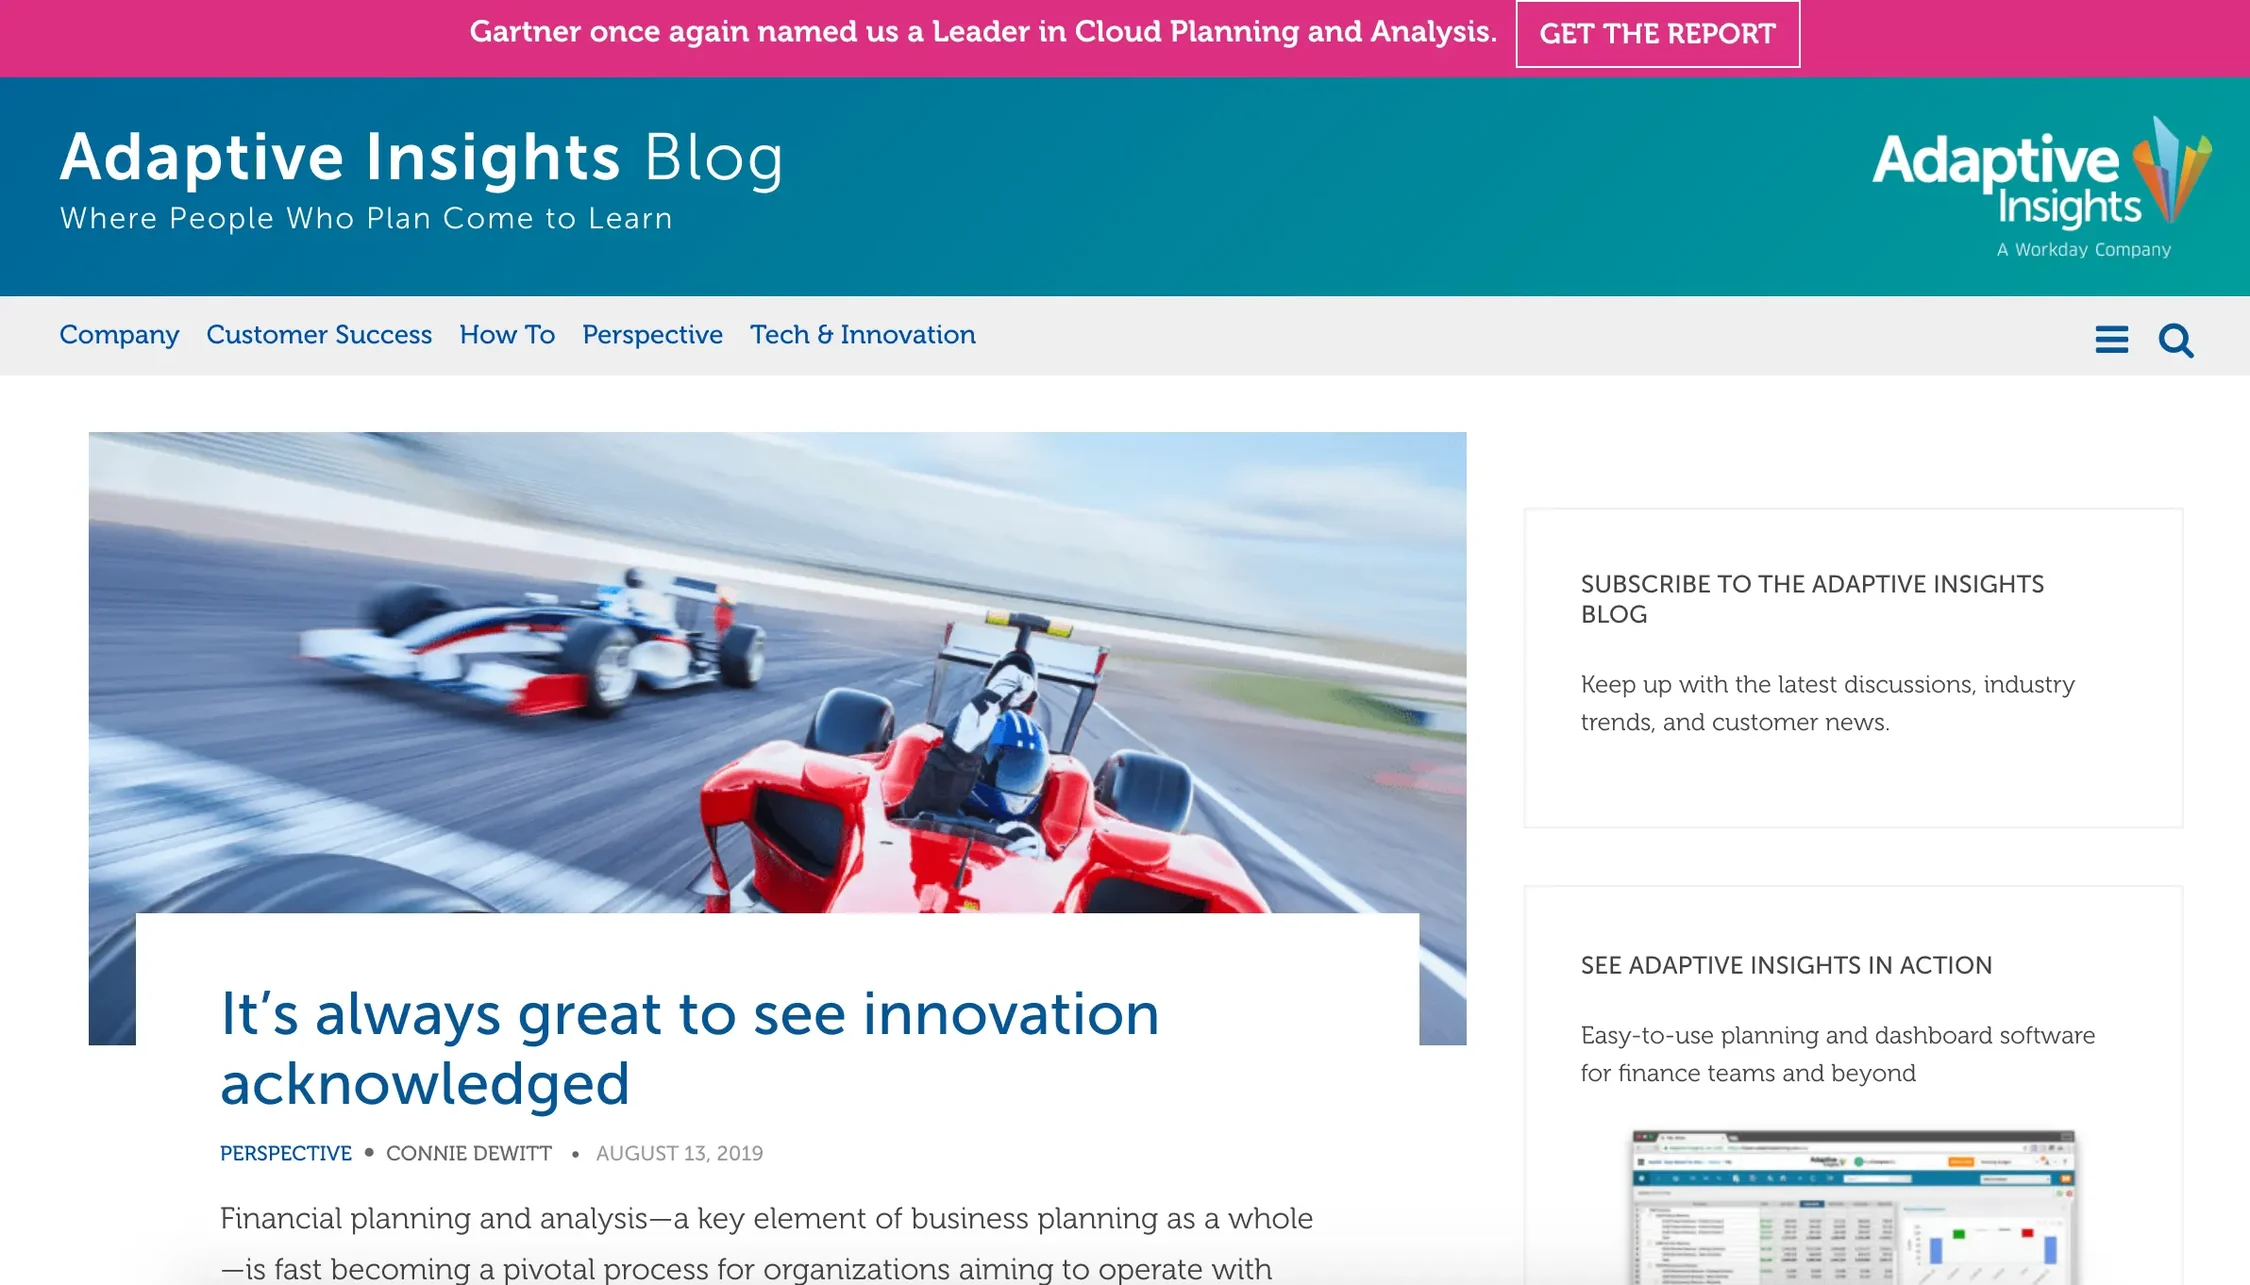 Gartner once again named us a Leader in Cloud Planning and Analysis. GET THE REPORT
Adaptive Insights Blog
Where People Who Plan Come to Learn
Adaptive
Insights
A Workday Company
Company Customer Success How To Perspective Tech & Innovation
It’s always great to see innovation
acknowledged
PERSPECTIVE • CONNIE DEWITT • AUGUST 13, 2019
Financial planning and analysis—a key element of business planning as a whole
—is fast becoming a pivotal process for organizations aiming to operate with
SUBSCRIBE TO THE ADAPTIVE INSIGHTS
BLOG
Keep up with the latest discussions, industry
trends, and customer news.
SEE ADAPTIVE INSIGHTS IN ACTION
Easy-to-use planning and dashboard software
for finance teams and beyond
Adaptive
Insights